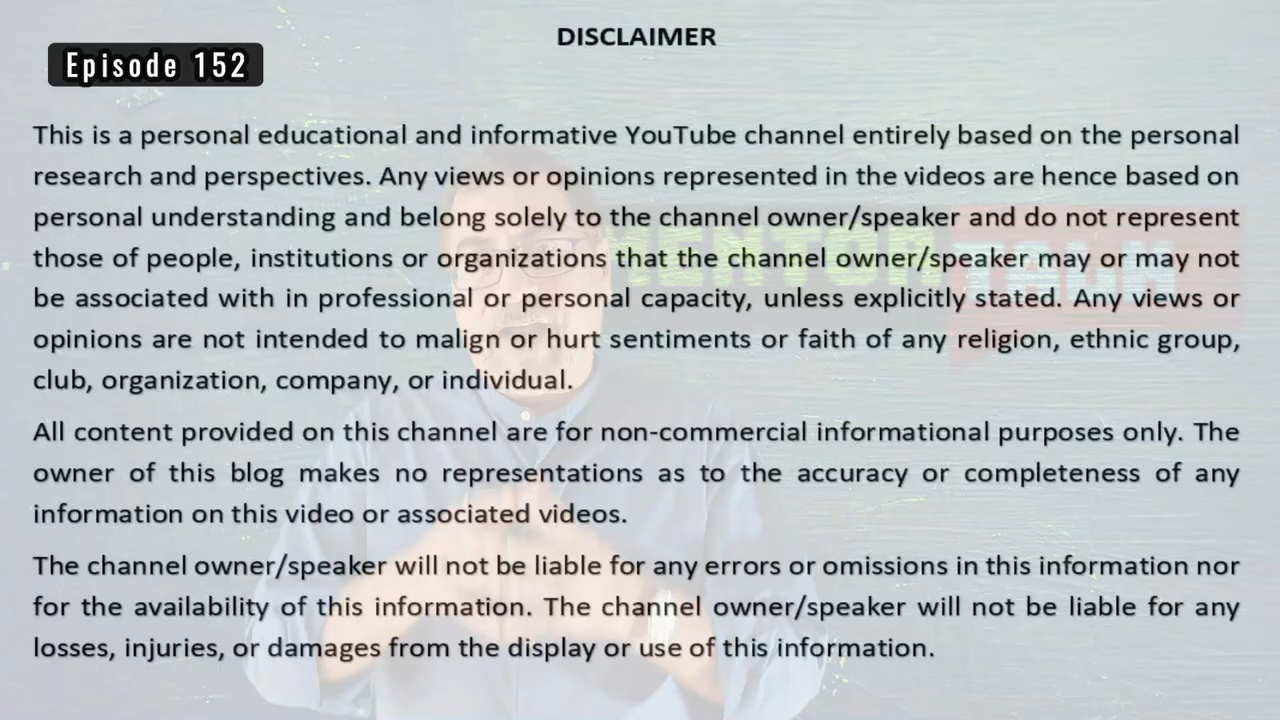 DISCLAIMER
Episode 152
This is a personal educational and informative YouTube channel entirely based on the personal
research and perspectives. Any views or opinions represented in the videos are hence based on
personal understanding and belong solely to the channel owner/speaker and do not represent
those of people, institutions or organizations that the channel owner/speaker may or may not
be associated with in professional or personal capacity, unless explicitly stated. Any views or
opinions are not intended to malign or hurt sentiments or faith of any religion, ethnic group,
club, organization, company, or individual.
All content provided on this channel are for non-commercial informational purposes only. The
owner of this blog makes no representations as to the accuracy or completeness of any
information on this video or associated videos.
The channel owner/speaker will not be liable for any errors or omissions in this information nor
for the availability of this information. The channel owner/speaker will not be liable for any
losses, injuries, or damages from the display or use of this information.
MENTOR TALK